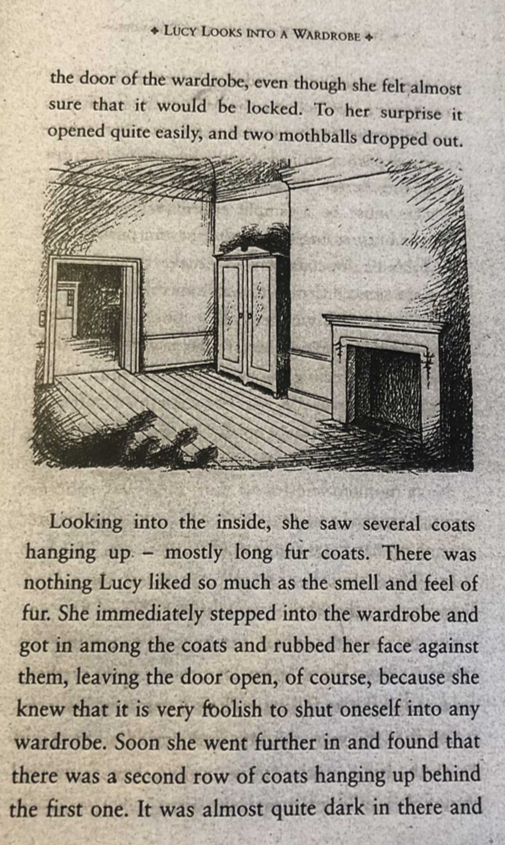 ✦ LUCY LOOKS INTO A WARDROBE ✦
the door of the wardrobe, even though she felt almost
sure that it would be locked. To her surprise it
opened quite easily, and two mothballs dropped out.
Looking into the inside, she saw several coats
hanging up – mostly long fur coats. There was
nothing Lucy liked so much as the smell and feel of
fur. She immediately stepped into the wardrobe and
got in among the coats and rubbed her face against
them, leaving the door open, of course, because she
knew that it is very foolish to shut oneself into any
wardrobe. Soon she went further in and found that
there was a second row of coats hanging up behind
the first one. It was almost quite dark in there and